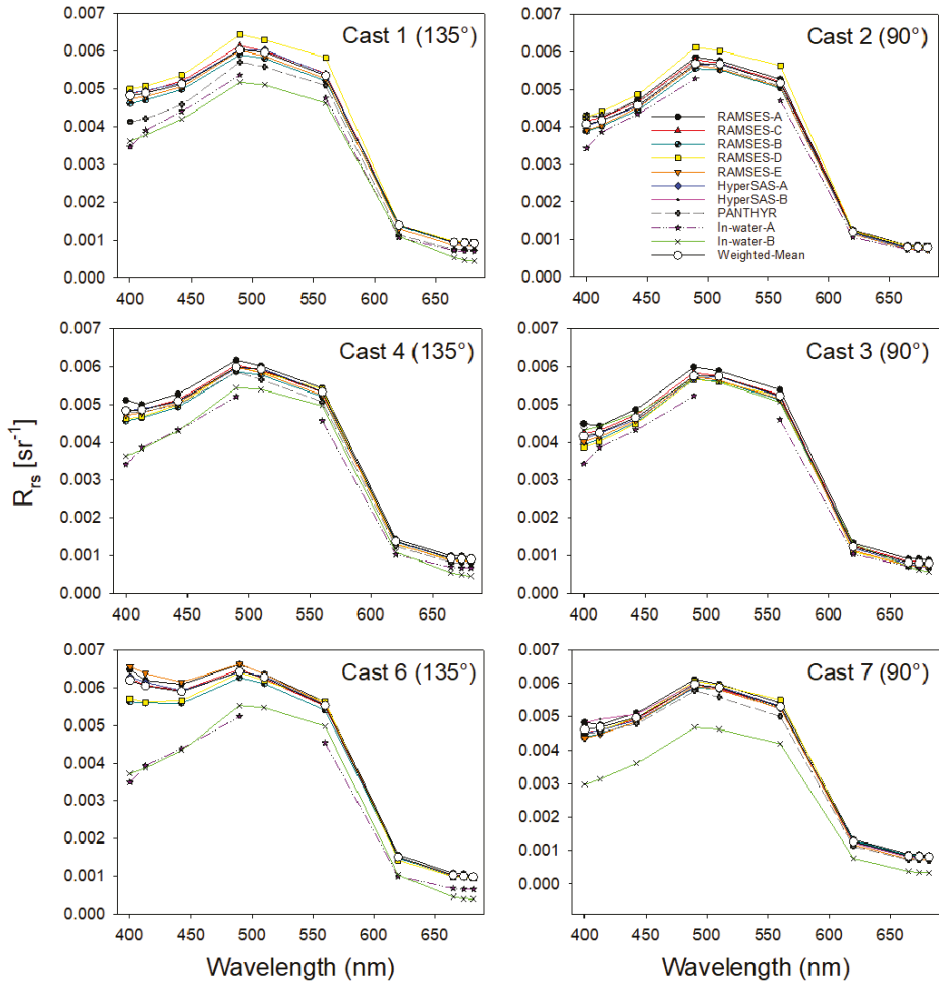 Cast 1 (135°)
0.007
0.006
0.005
0.004
0.003
0.002
0.001
0.000
400 450 500 550 600 650
Cast 2 (90°)
0.007
0.006
0.005
0.004
0.003
0.002
0.001
0.000
RAMSES-A
RAMSES-C
RAMSES-B
RAMSES-D
RAMSES-E
HyperSAS-A
HyperSAS-B
PANTHYR
In-water-A
In-water-B
Weighted-Mean
400 450 500 550 600 650
Cast 4 (135°)
0.007
0.006
0.005
0.004
0.003
0.002
0.001
0.000
400 450 500 550 600 650
Cast 3 (90°)
0.007
0.006
0.005
0.004
0.003
0.002
0.001
0.000
400 450 500 550 600 650
Rrs [sr-1]
Cast 6 (135°)
0.007
0.006
0.005
0.004
0.003
0.002
0.001
0.000
400 450 500 550 600 650
Wavelength (nm)
Cast 7 (90°)
0.007
0.006
0.005
0.004
0.003
0.002
0.001
0.000
400 450 500 550 600 650
Wavelength (nm)